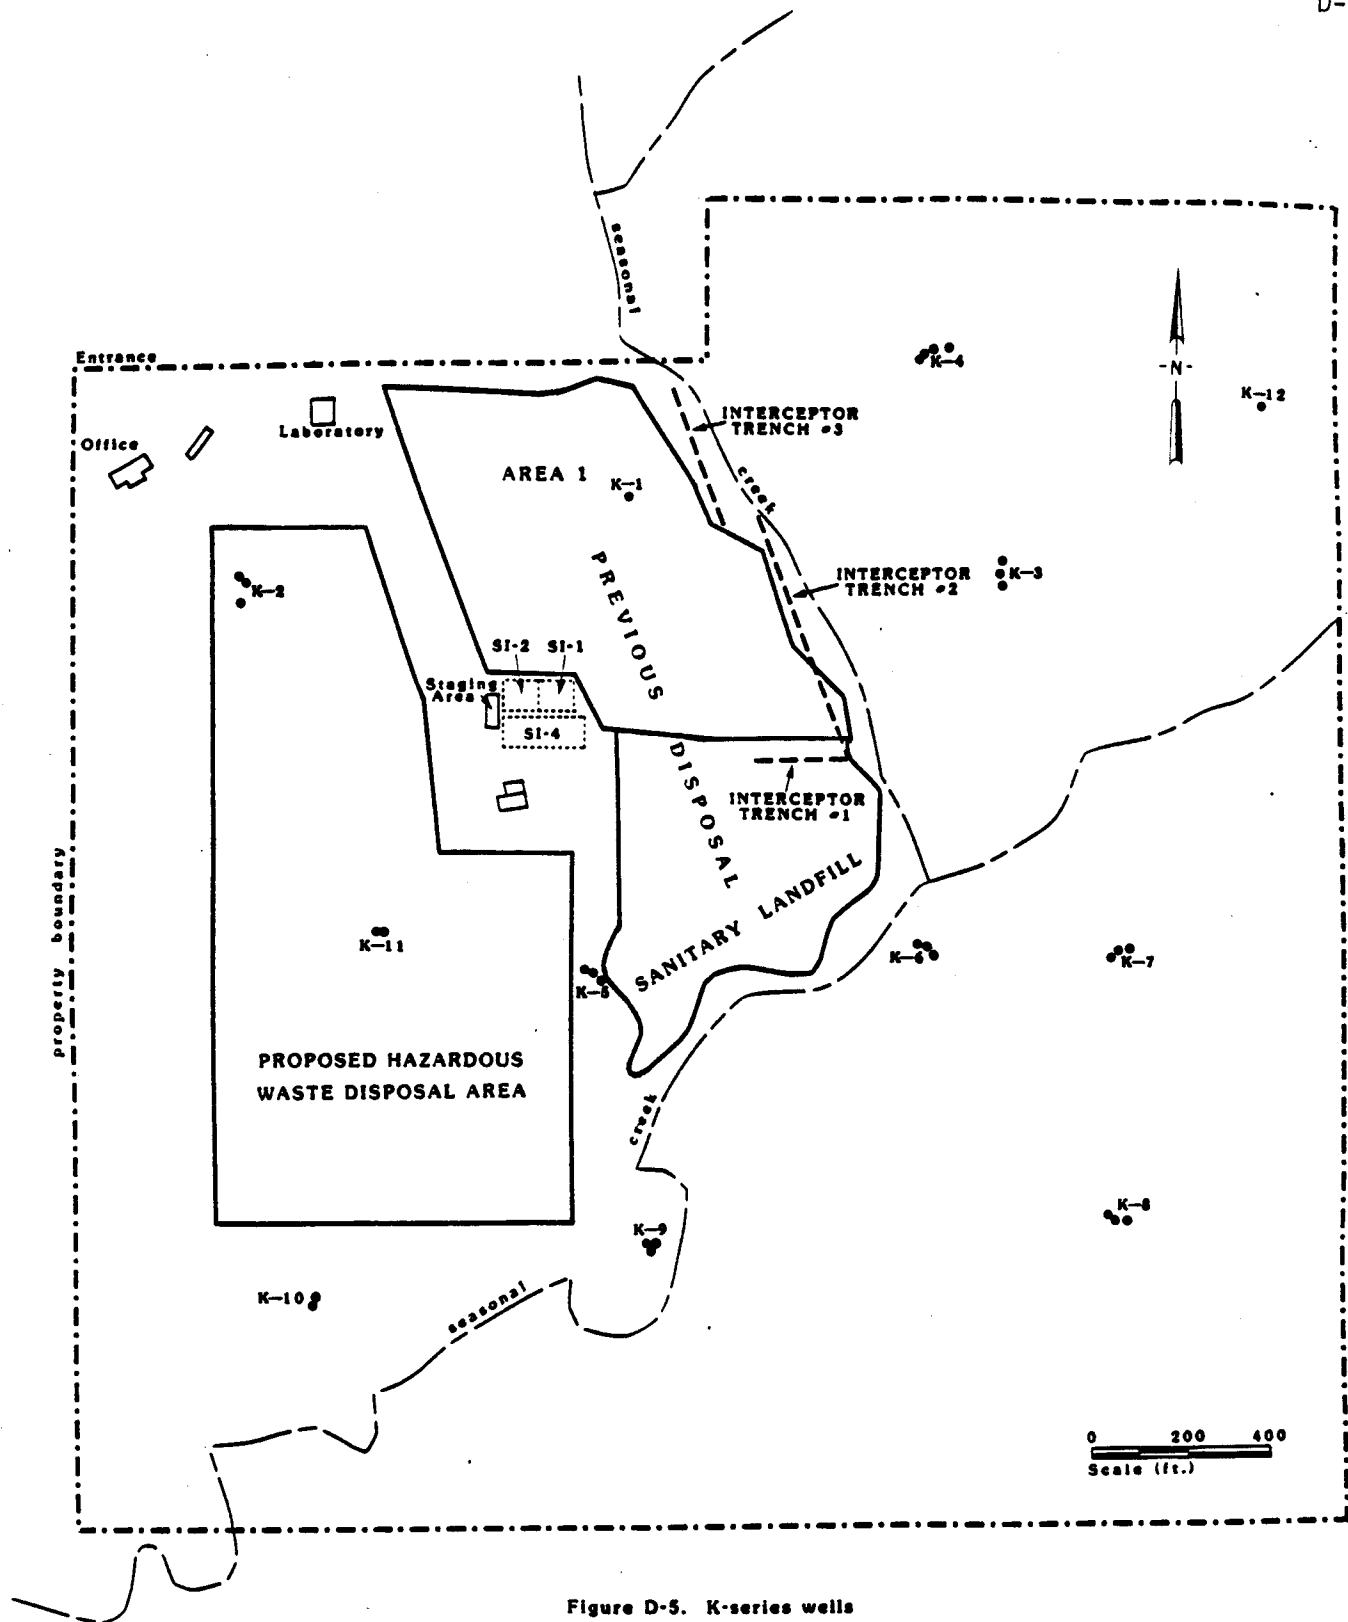 D-
seasonal
Entrance
K-4
-N-
K-12
INTERCEPTOR
TRENCH #3
Laboratory
Office
AREA 1
K-1
creek
K-2
PREVIOUS
INTERCEPTOR
TRENCH #2
K-3
SI-2
SI-1
Staging
Area
SI-4
DISPOSAL
INTERCEPTOR
TRENCH #1
property boundary
SANITARY LANDFILL
K-11
K-5
K-6
K-7
PROPOSED HAZARDOUS
WASTE DISPOSAL AREA
creek
K-8
K-9
K-10
seasonal
0 200 400
Scale (ft.)
Figure D-5. K-series wells